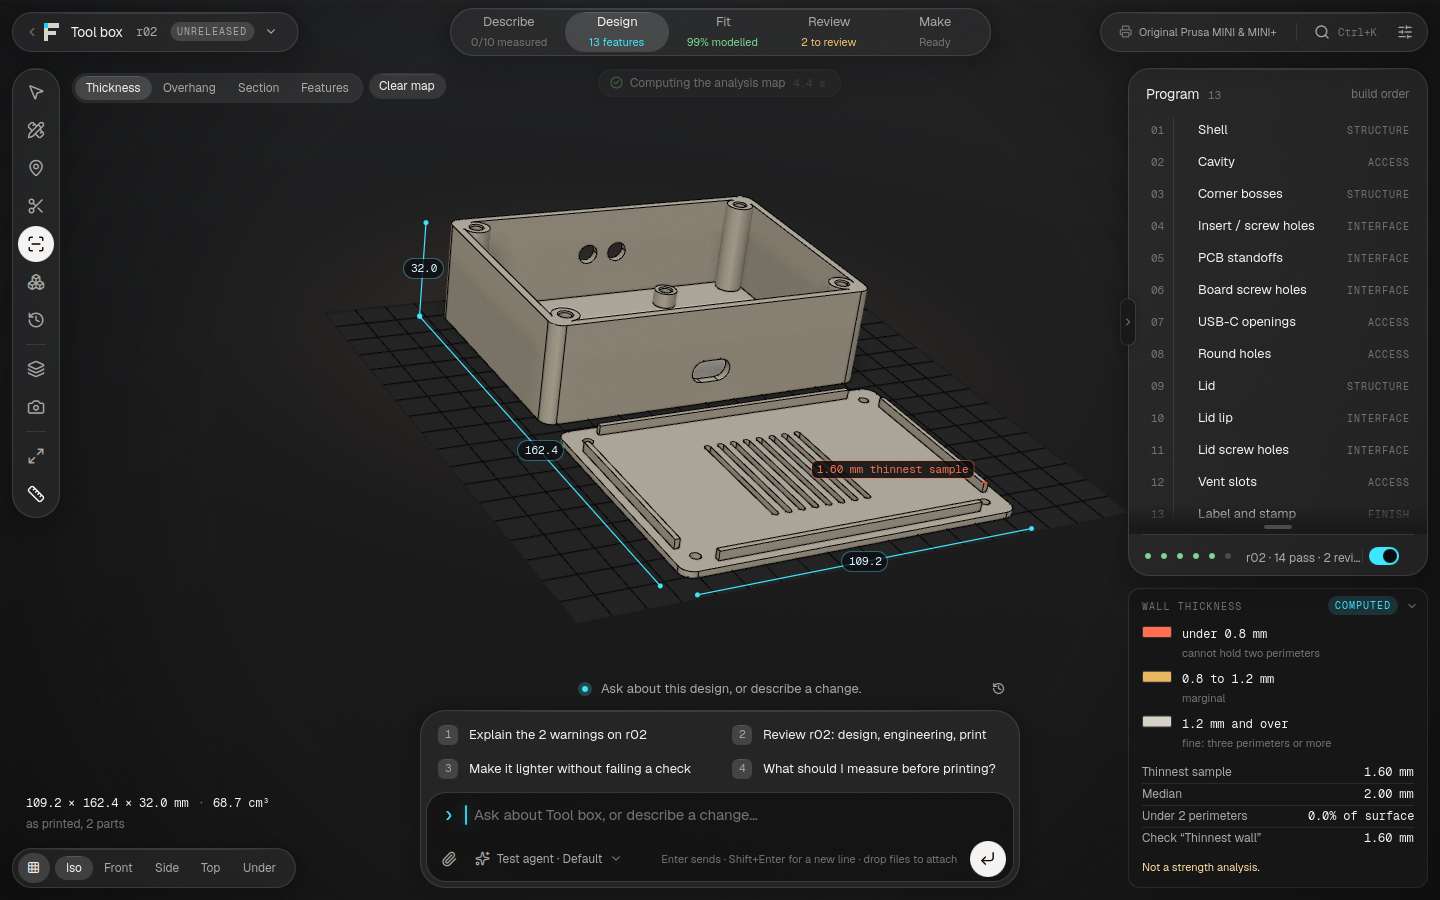 Tool box r02 UNRELEASED
Describe
0/10 measured
Design
13 features
Fit
99% modelled
Review
2 to review
Make
Ready
Original Prusa MINI & MINI+
Ctrl+K
Thickness Overhang Section Features Clear map
Computing the analysis map 4.4 s
Program 13 build order
01 Shell STRUCTURE
02 Cavity ACCESS
03 Corner bosses STRUCTURE
04 Insert / screw holes INTERFACE
05 PCB standoffs INTERFACE
06 Board screw holes INTERFACE
07 USB-C openings ACCESS
08 Round holes ACCESS
09 Lid STRUCTURE
10 Lid lip INTERFACE
11 Lid screw holes INTERFACE
12 Vent slots ACCESS
13 Label and stamp FINISH
r02 · 14 pass · 2 revi…
32.0
162.4
1.60 mm thinnest sample
109.2
WALL THICKNESS COMPUTED
under 0.8 mm
cannot hold two perimeters
0.8 to 1.2 mm
marginal
1.2 mm and over
fine: three perimeters or more
Thinnest sample 1.60 mm
Median 2.00 mm
Under 2 perimeters 0.0% of surface
Check “Thinnest wall” 1.60 mm
Not a strength analysis.
Ask about this design, or describe a change.
1 Explain the 2 warnings on r02
2 Review r02: design, engineering, print
3 Make it lighter without failing a check
4 What should I measure before printing?
Ask about Tool box, or describe a change…
Test agent · Default
Enter sends · Shift+Enter for a new line · drop files to attach
109.2 × 162.4 × 32.0 mm · 68.7 cm³
as printed, 2 parts
Iso Front Side Top Under